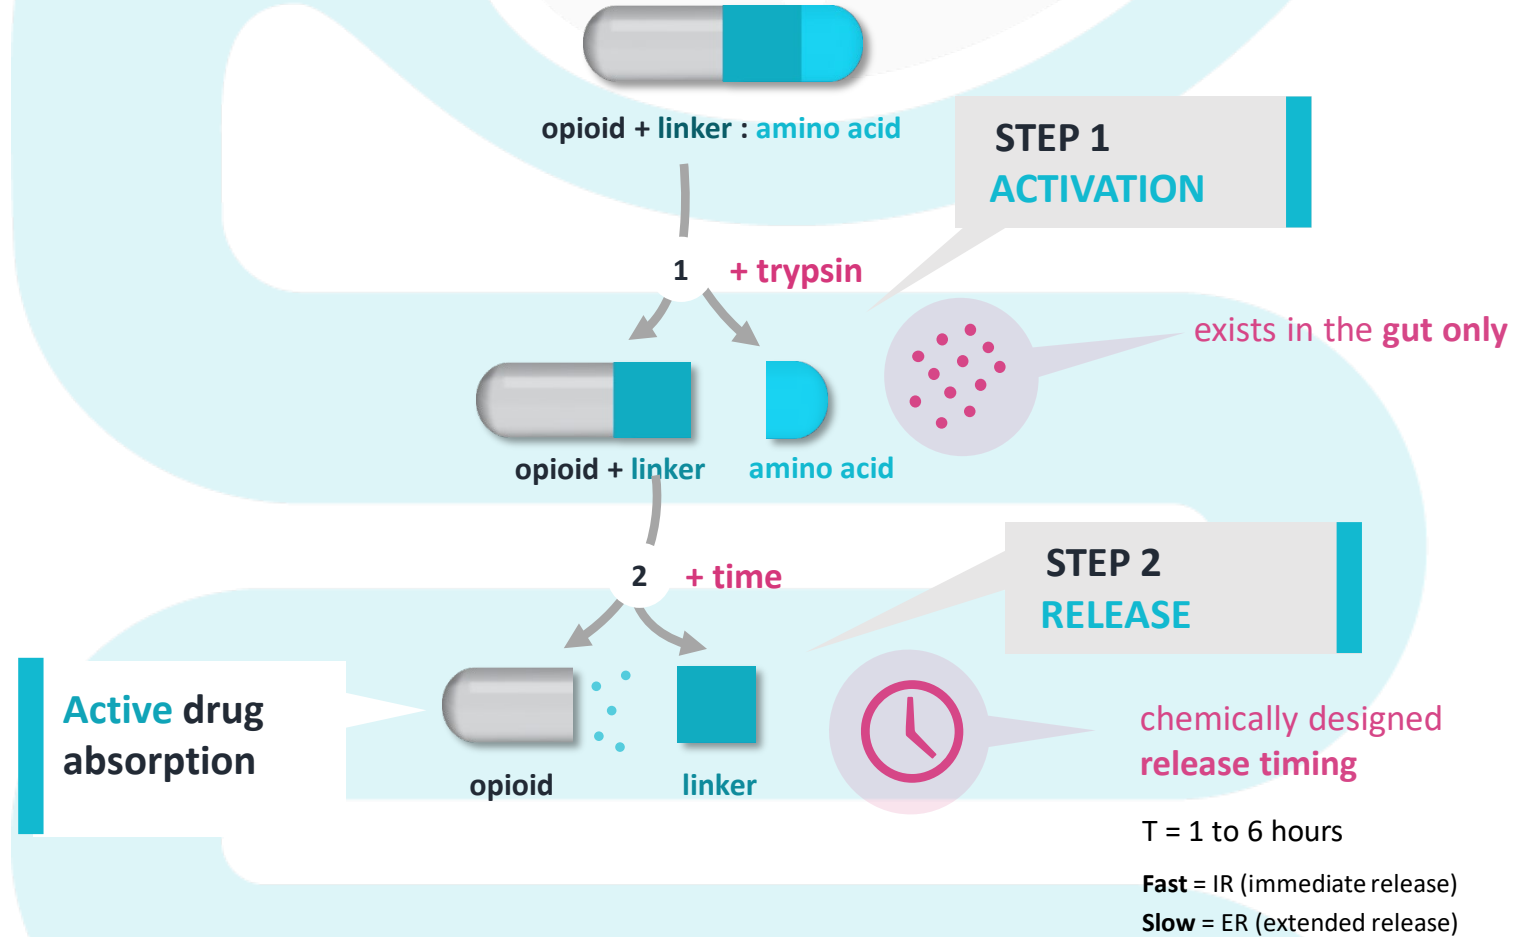 opioid + linker : amino acid
STEP 1
ACTIVATION
1
+ trypsin
exists in the gut only
opioid + linker
amino acid
2
+ time
STEP 2
RELEASE
Active drug
absorption
opioid
linker
chemically designed
release timing
T = 1 to 6 hours
Fast = IR (immediate release)
Slow = ER (extended release)